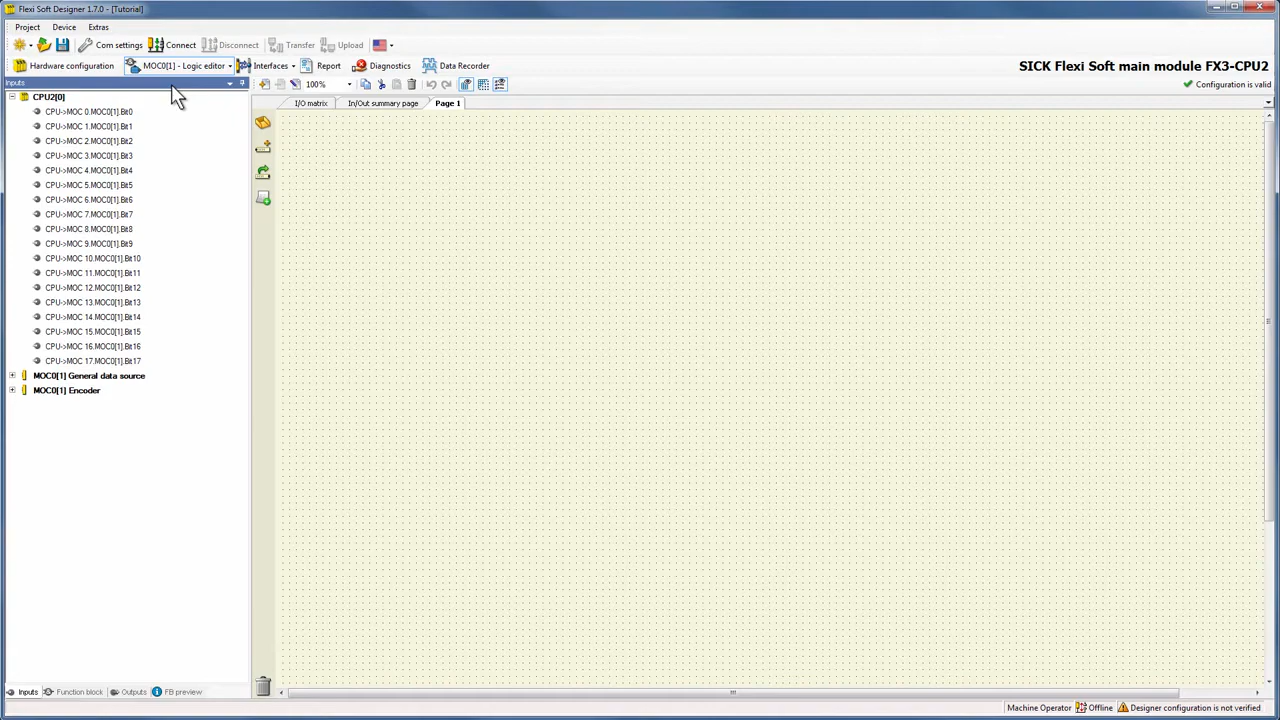 Flexi Soft Designer 1.7.0 - [Tutorial]
Project Device Extras
Com settings Connect Disconnect Transfer Upload
Hardware configuration MOC0[1] - Logic editor Interfaces Report Diagnostics Data Recorder SICK Flexi Soft main module FX3-CPU2
Inputs 100% Configuration is valid
I/O matrix In/Out summary page Page 1
CPU2[0]
CPU->MOC 0.MOC0[1].Bit0
CPU->MOC 1.MOC0[1].Bit1
CPU->MOC 2.MOC0[1].Bit2
CPU->MOC 3.MOC0[1].Bit3
CPU->MOC 4.MOC0[1].Bit4
CPU->MOC 5.MOC0[1].Bit5
CPU->MOC 6.MOC0[1].Bit6
CPU->MOC 7.MOC0[1].Bit7
CPU->MOC 8.MOC0[1].Bit8
CPU->MOC 9.MOC0[1].Bit9
CPU->MOC 10.MOC0[1].Bit10
CPU->MOC 11.MOC0[1].Bit11
CPU->MOC 12.MOC0[1].Bit12
CPU->MOC 13.MOC0[1].Bit13
CPU->MOC 14.MOC0[1].Bit14
CPU->MOC 15.MOC0[1].Bit15
CPU->MOC 16.MOC0[1].Bit16
CPU->MOC 17.MOC0[1].Bit17
MOC0[1] General data source
MOC0[1] Encoder
Inputs Function block Outputs FB preview
Machine Operator Offline Designer configuration is not verified